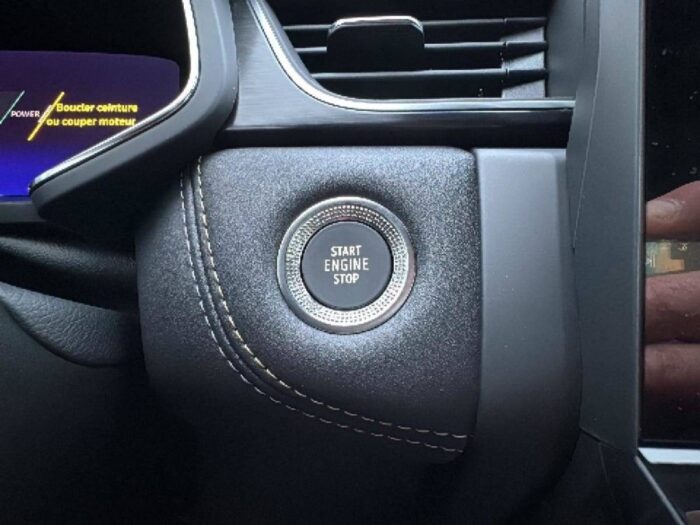 POWER
Boucler ceinture
ou couper moteur
START
ENGINE
STOP